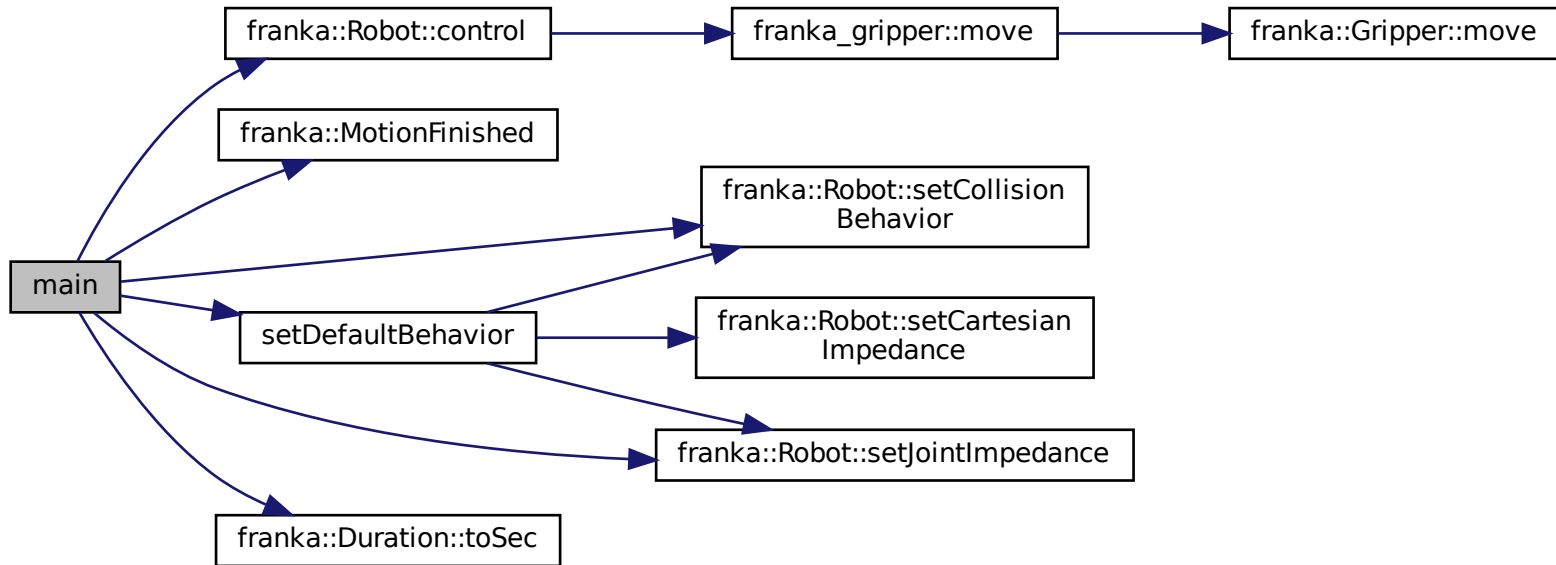 franka::Robot::control
franka_gripper::move
franka::Gripper::move
franka::MotionFinished
franka::Robot::setCollision
Behavior
main
setDefaultBehavior
franka::Robot::setCartesian
Impedance
franka::Robot::setJointImpedance
franka::Duration::toSec